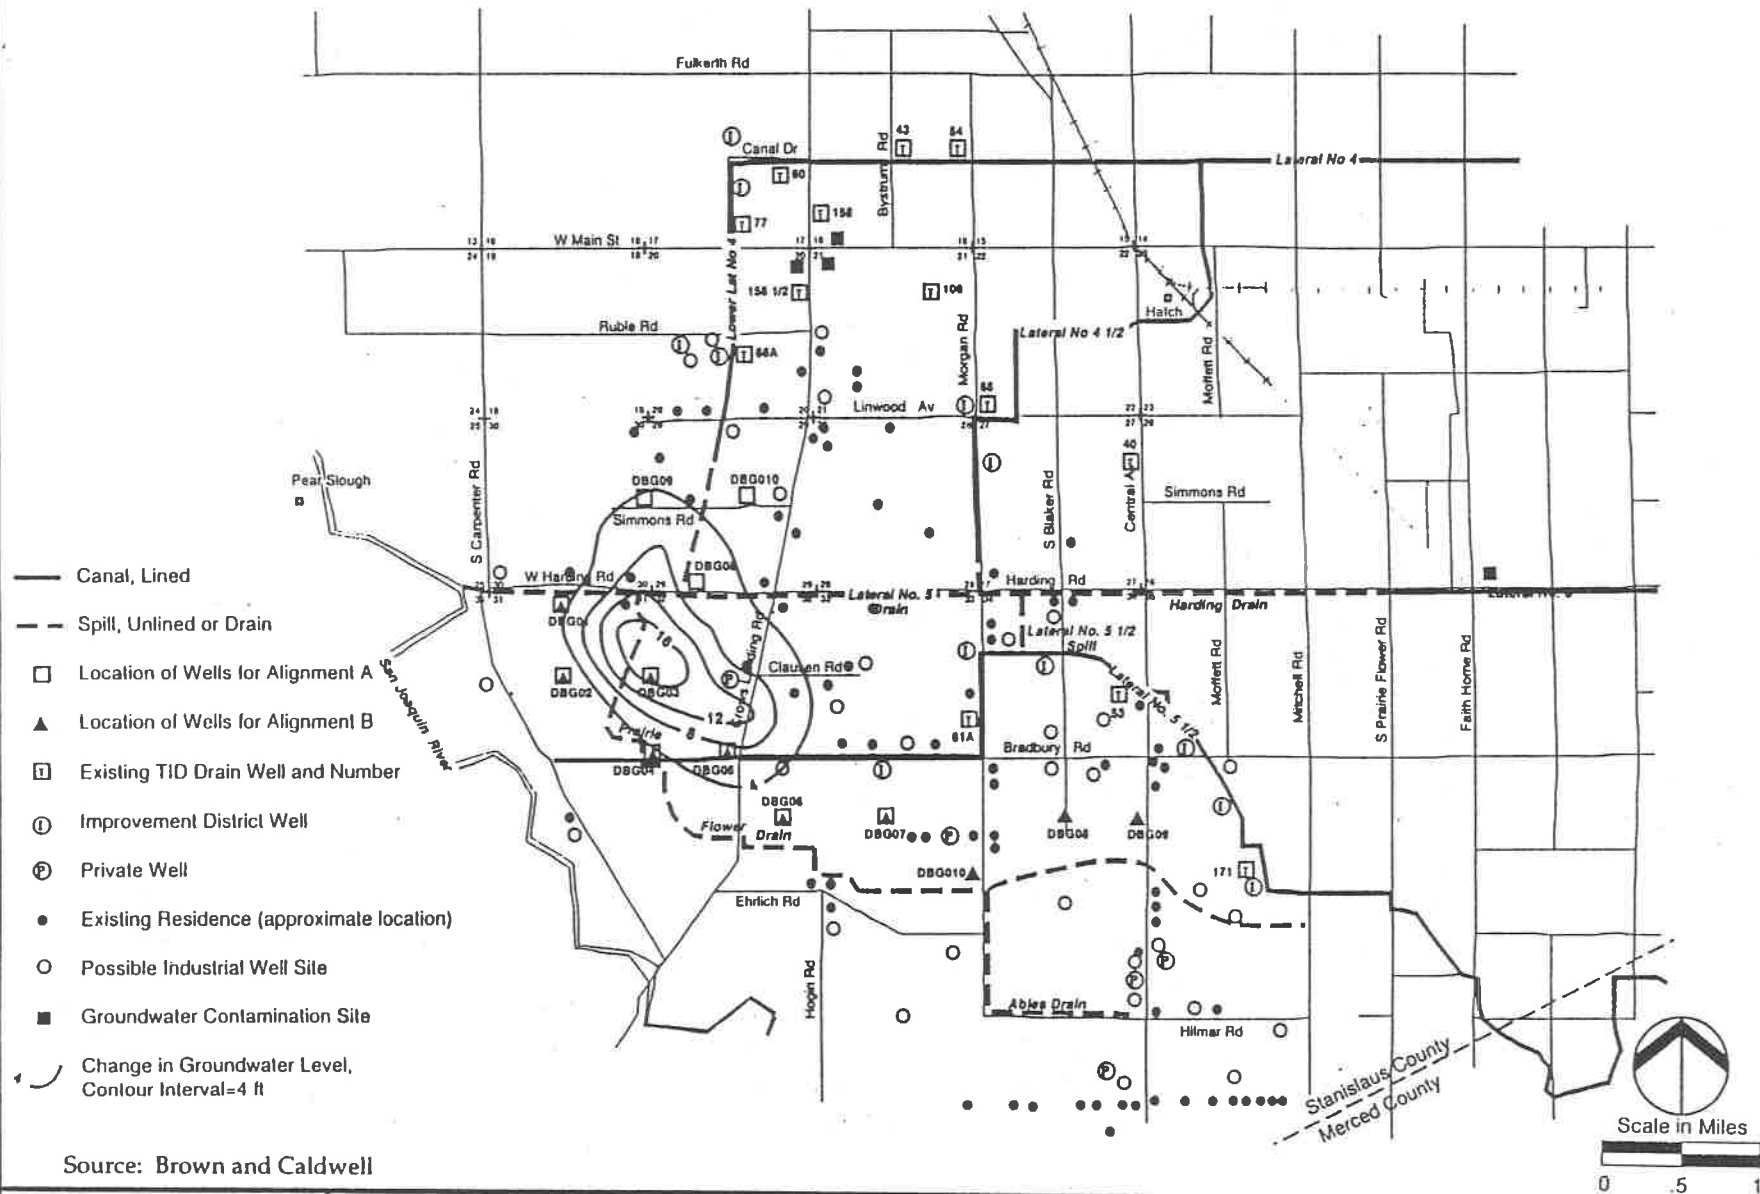 Fulkerth Rd
43
54
Canal Dr
Bystrum Rd
Lateral No 4
60
77
158
W Main St
Lower Lat No 4
158 1/2
106
Hatch
Ruble Rd
Lateral No 4 1/2
68A
Morgan Rd
Moffett Rd
Linwood Av
40
Pear Slough
S Carpenter Rd
DBG09
DBG010
Simmons Rd
S Blaker Rd
Central Av
Simmons Rd
W Harding Rd
Harding Rd
Lateral No. 5
Drain
Harding Drain
Lateral No. 5 1/2
Spill
16
Clausen Rd
San Joaquin River
DBG02
DBG03
12
8
4
53
Lateral No. 5 1/2
Moffett Rd
Mitchell Rd
S Prairie Flower Rd
Faith Home Rd
61A
Prairie
Bradbury Rd
DBG04
DBG05
DBG06
Flower
Drain
DBG07
DBG08
DBG09
DBG010
171
Ehrlich Rd
Hogin Rd
Ables Drain
Hilmar Rd
Stanislaus County
Merced County
Canal, Lined
Spill, Unlined or Drain
Location of Wells for Alignment A
Location of Wells for Alignment B
Existing TID Drain Well and Number
Improvement District Well
Private Well
Existing Residence (approximate location)
Possible Industrial Well Site
Groundwater Contamination Site
Change in Groundwater Level,
Contour Interval=4 ft
Source: Brown and Caldwell
Scale in Miles
0 .5 1